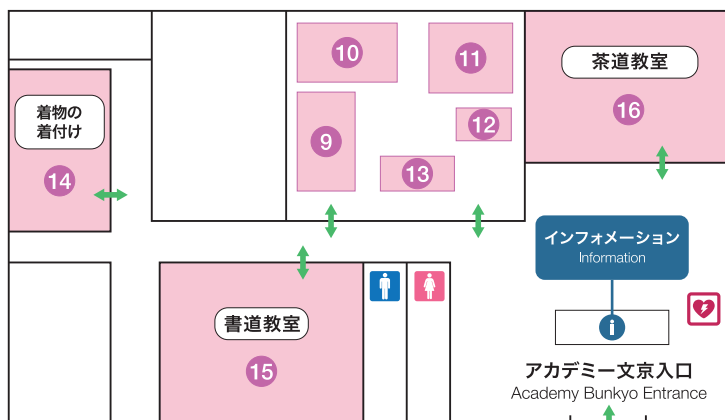 10
11
茶道教室
16
着物の
着付け
14
9
12
13
インフォメーション
Information
書道教室
15
i
アカデミー文京入口
Academy Bunkyo Entrance